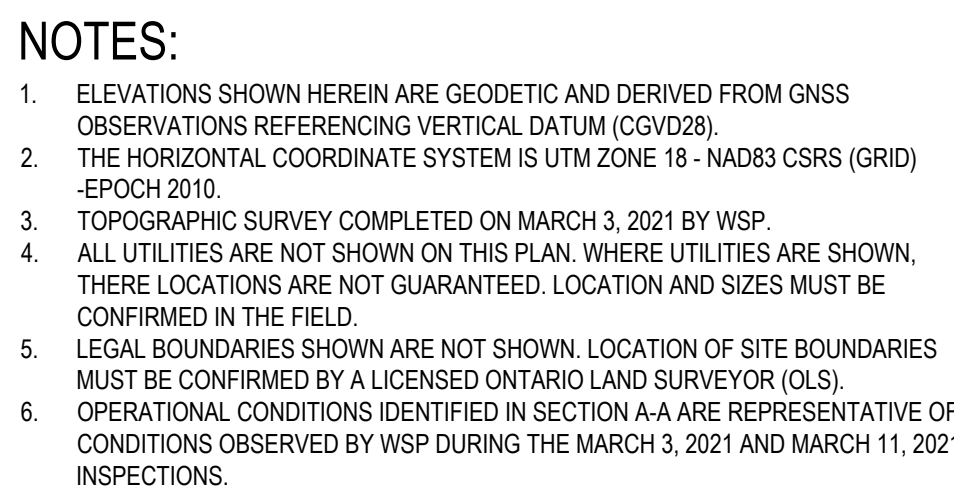 NOTES:
1. ELEVATIONS SHOWN HEREIN ARE GEODETIC AND DERIVED FROM GNSS
OBSERVATIONS REFERENCING VERTICAL DATUM (CGVD28).
2. THE HORIZONTAL COORDINATE SYSTEM IS UTM ZONE 18 - NAD83 CSRS (GRID)
-EPOCH 2010.
3. TOPOGRAPHIC SURVEY COMPLETED ON MARCH 3, 2021 BY WSP.
4. ALL UTILITIES ARE NOT SHOWN ON THIS PLAN. WHERE UTILITIES ARE SHOWN,
THERE LOCATIONS ARE NOT GUARANTEED. LOCATION AND SIZES MUST BE
CONFIRMED IN THE FIELD.
5. LEGAL BOUNDARIES SHOWN ARE NOT SHOWN. LOCATION OF SITE BOUNDARIES
MUST BE CONFIRMED BY A LICENSED ONTARIO LAND SURVEYOR (OLS).
6. OPERATIONAL CONDITIONS IDENTIFIED IN SECTION A-A ARE REPRESENTATIVE OF
CONDITIONS OBSERVED BY WSP DURING THE MARCH 3, 2021 AND MARCH 11, 2021
INSPECTIONS.